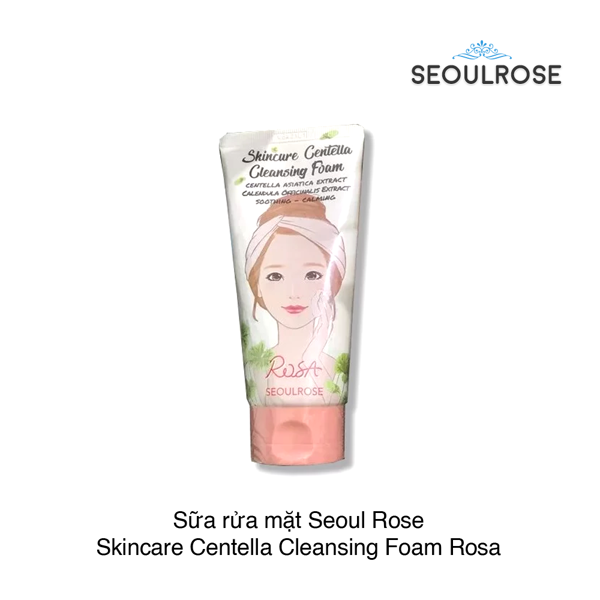 SEOULROSE
Skincure Centella
Cleansing Foam
CENTELLA ASIATICA EXTRACT
CALENDULA OFFICINALIS EXTRACT
SOOTHING - CALMING
ROSA
SEOULROSE
Sữa rửa mặt Seoul Rose
Skincare Centella Cleansing Foam Rosa